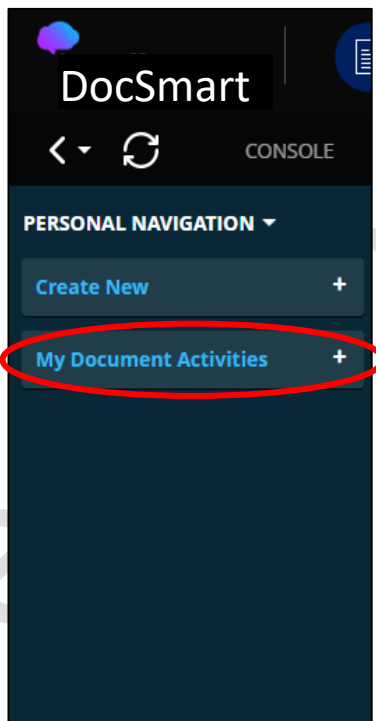 DocSmart
CONSOLE
PERSONAL NAVIGATION
Create New +
My Document Activities +